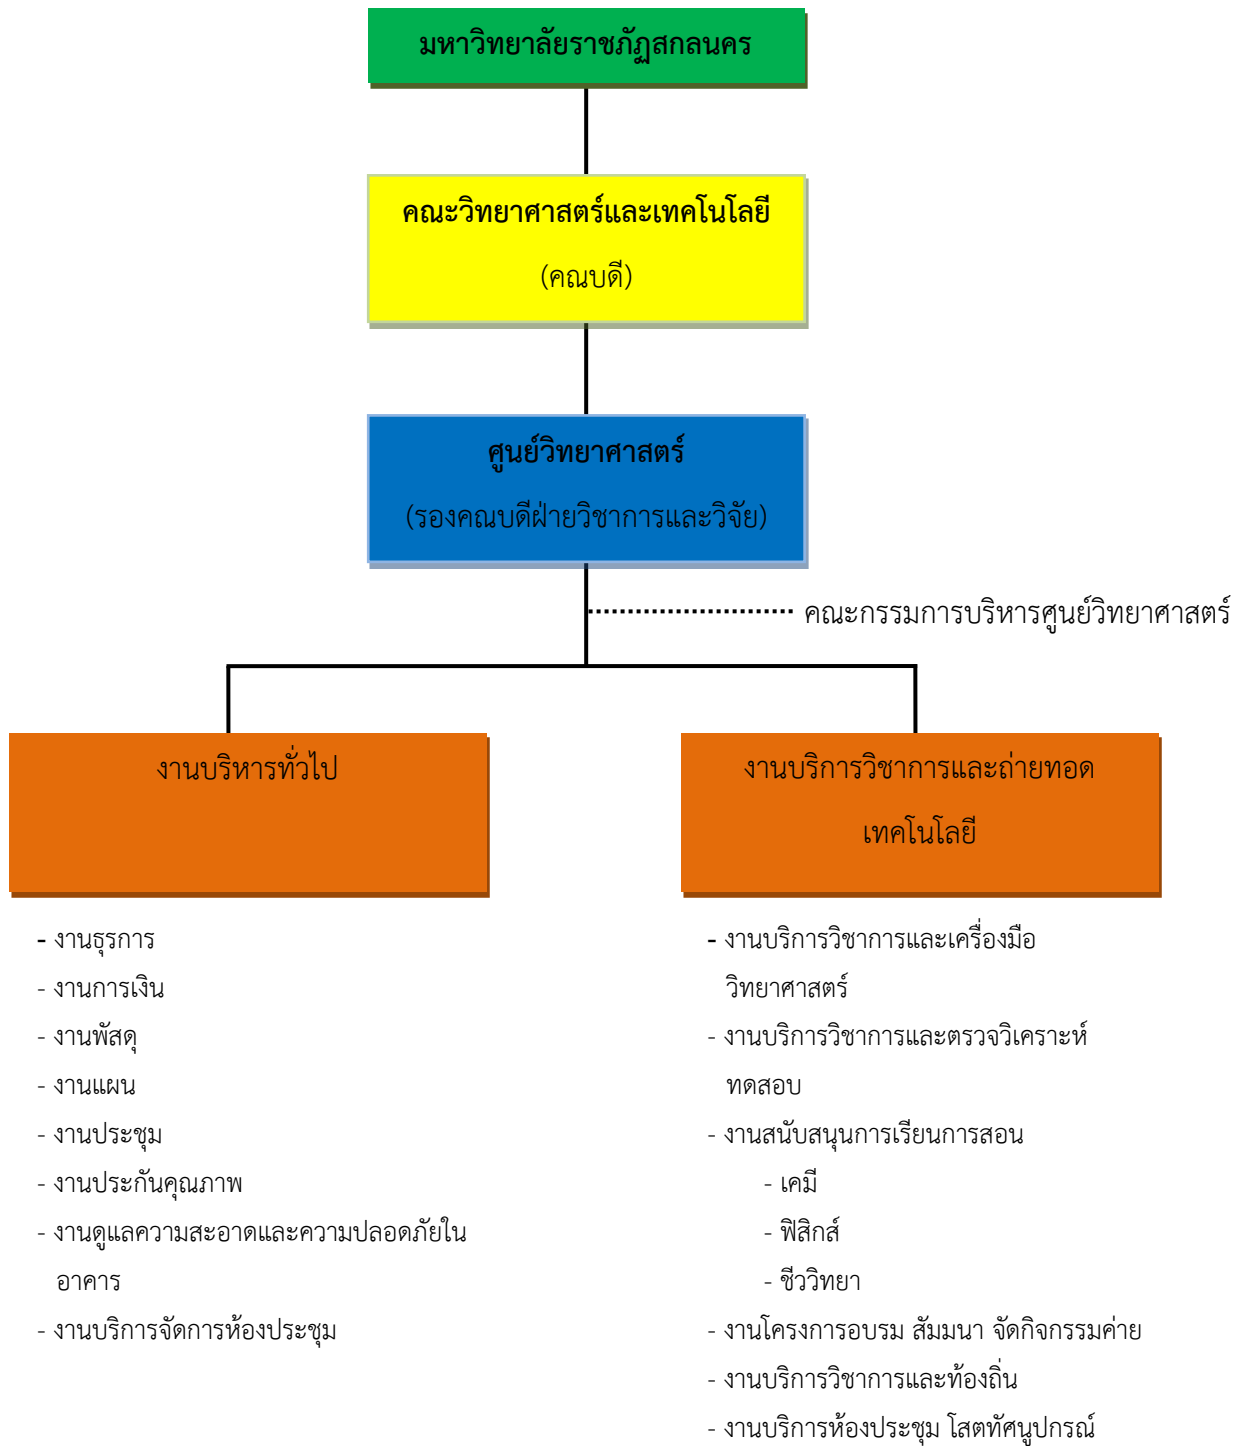 มหาวิทยาลัยราชภัฏสกลนคร
คณะวิทยาศาสตร์และเทคโนโลยี
(คณบดี)
ศูนย์วิทยาศาสตร์
(รองคณบดีฝ่ายวิชาการและวิจัย)
คณะกรรมการบริหารศูนย์วิทยาศาสตร์
งานบริหารทั่วไป
- งานธุรการ
- งานการเงิน
- งานพัสดุ
- งานแผน
- งานประชุม
- งานประกันคุณภาพ
- งานดูแลความสะอาดและความปลอดภัยใน
อาคาร
- งานบริการจัดการห้องประชุม
งานบริการวิชาการและถ่ายทอด
เทคโนโลยี
- งานบริการวิชาการและเครื่องมือ
วิทยาศาสตร์
- งานบริการวิชาการและตรวจวิเคราะห์
ทดสอบ
- งานสนับสนุนการเรียนการสอน
- เคมี
- ฟิสิกส์
- ชีววิทยา
- งานโครงการอบรม สัมมนา จัดกิจกรรมค่าย
- งานบริการวิชาการและท้องถิ่น
- งานบริการห้องประชุม โสตทัศนูปกรณ์